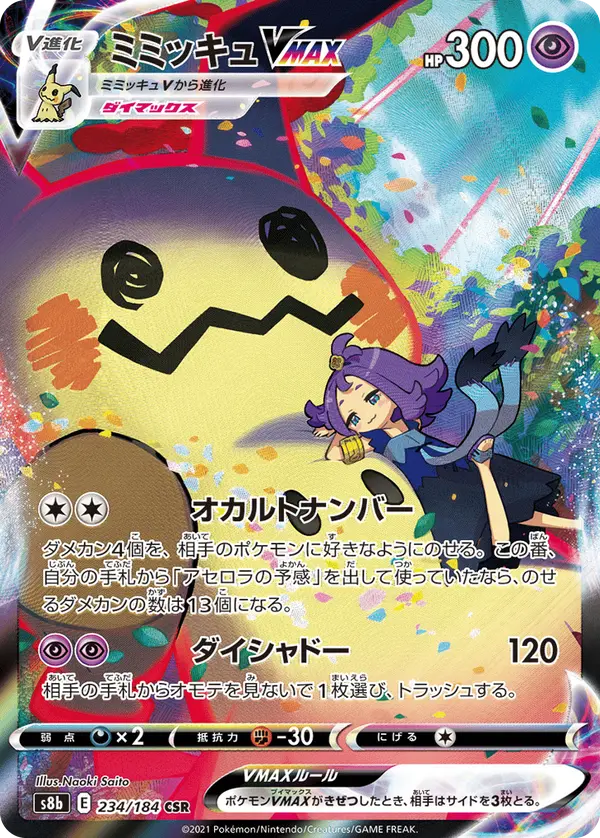 V進化
ミミッキュVMAX
HP300
ミミッキュVから進化
ダイマックス
オカルトナンバー
ダメカン4個を、相手のポケモンに好きなようにのせる。この番、
自分の手札から「アセロラの予感」を出して使っていたなら、のせ
るダメカンの数は13個になる。
ダイシャドー 120
相手の手札からオモテを見ないで1枚選び、トラッシュする。
弱点 ×2 抵抗力 -30 にげる
Illus.Naoki Saito
s8b E 234/184 CSR
VMAXルール
ポケモンVMAXがきぜつしたとき、相手はサイドを3枚とる。
©2021 Pokémon/Nintendo/Creatures/GAME FREAK.